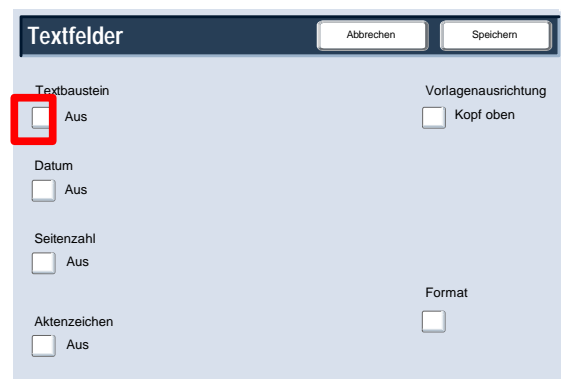 Textfelder
Abbrechen
Speichern
Textbaustein
Aus
Vorlagenausrichtung
Kopf oben
Datum
Aus
Seitenzahl
Aus
Format
Aktenzeichen
Aus